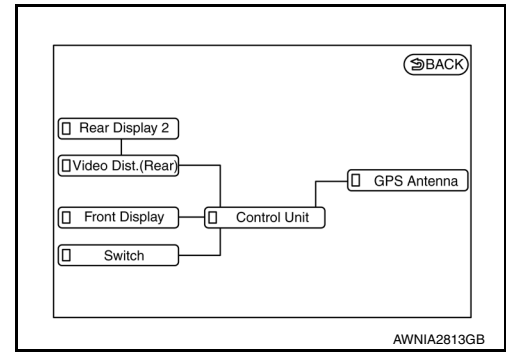 BACK
Rear Display 2
Video Dist.(Rear)
GPS Antenna
Front Display
Control Unit
Switch
AWNIA2813GB